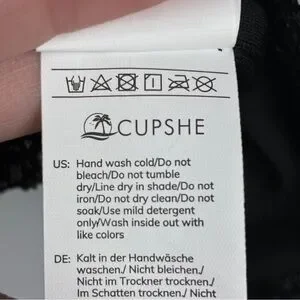 CUPSHE
US: Hand wash cold/Do not
bleach/Do not tumble
dry/Line dry in shade/Do not
iron/Do not dry clean/Do not
soak/Use mild detergent
only/Wash inside out with
like colors
DE: Kalt in der Handwäsche
waschen./ Nicht bleichen./
Nicht im Trockner trocknen./
Im Schatten trocknen./ Nicht